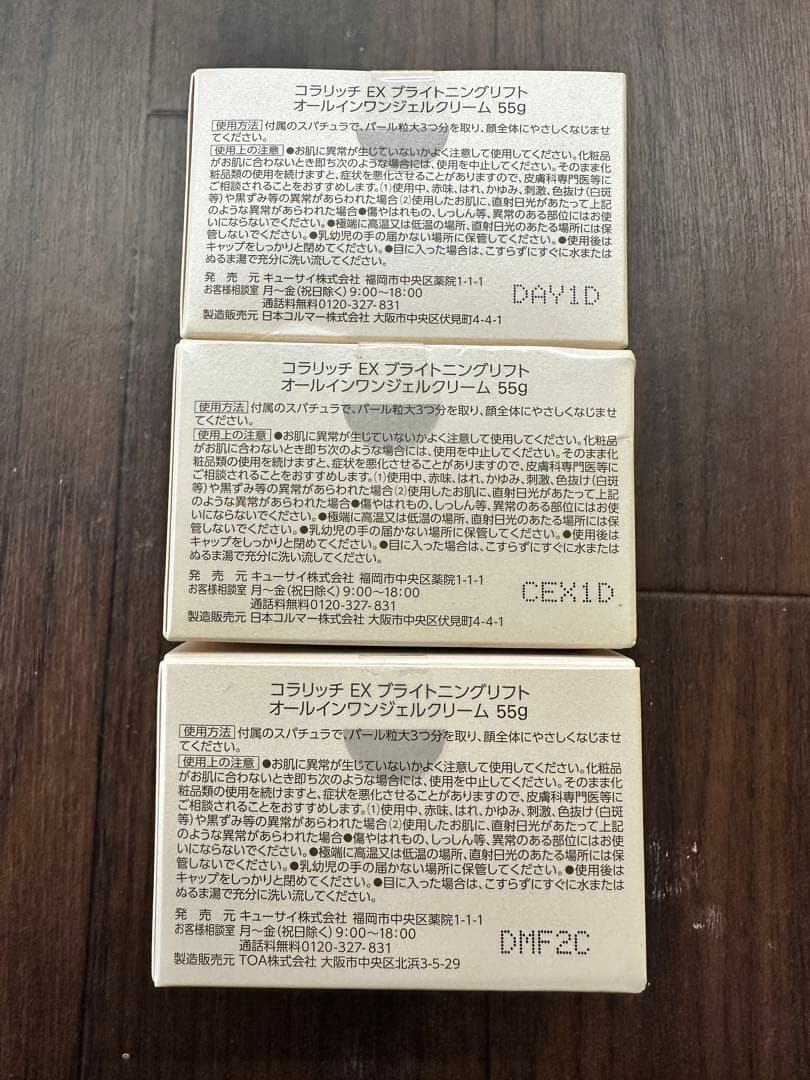 コラリッチ EX ブライトニングリフト
オールインワンジェルクリーム 55g
使用方法 付属のスパチュラで、パール粒大3つ分を取り、顔全体にやさしくなじませ
てください。
使用上の注意 ●お肌に異常が生じていないかよく注意して使用してください。化粧品
がお肌に合わないとき即ち次のような場合には、使用を中止してください。そのまま化
粧品類の使用を続けますと、症状を悪化させることがありますので、皮膚科専門医等に
ご相談されることをおすすめします。(1)使用中、赤味、はれ、かゆみ、刺激、色抜け(白斑
等)や黒ずみ等の異常があらわれた場合(2)使用したお肌に、直射日光があたって上記
のような異常があらわれた場合●傷やはれもの、しっしん等、異常のある部位にはお使
いにならないでください。●極端に高温又は低温の場所、直射日光のあたる場所には保
管しないでください。●乳幼児の手の届かない場所に保管してください。●使用後は
キャップをしっかりと閉めてください。●目に入った場合は、こすらずにすぐに水または
ぬるま湯で充分に洗い流してください。
発売元 キューサイ株式会社 福岡市中央区薬院1-1-1
お客様相談室 月～金(祝日除く) 9:00～18:00
通話料無料0120-327-831
製造販売元 日本コルマー株式会社 大阪市中央区伏見町4-4-1
DAY1D
コラリッチ EX ブライトニングリフト
オールインワンジェルクリーム 55g
使用方法 付属のスパチュラで、パール粒大3つ分を取り、顔全体にやさしくなじませ
てください。
使用上の注意 ●お肌に異常が生じていないかよく注意して使用してください。化粧品
がお肌に合わないとき即ち次のような場合には、使用を中止してください。そのまま化
粧品類の使用を続けますと、症状を悪化させることがありますので、皮膚科専門医等に
ご相談されることをおすすめします。(1)使用中、赤味、はれ、かゆみ、刺激、色抜け(白斑
等)や黒ずみ等の異常があらわれた場合(2)使用したお肌に、直射日光があたって上記
のような異常があらわれた場合●傷やはれもの、しっしん等、異常のある部位にはお使
いにならないでください。●極端に高温又は低温の場所、直射日光のあたる場所には保
管しないでください。●乳幼児の手の届かない場所に保管してください。●使用後は
キャップをしっかりと閉めてください。●目に入った場合は、こすらずにすぐに水または
ぬるま湯で充分に洗い流してください。
発売元 キューサイ株式会社 福岡市中央区薬院1-1-1
お客様相談室 月～金(祝日除く) 9:00～18:00
通話料無料0120-327-831
製造販売元 日本コルマー株式会社 大阪市中央区伏見町4-4-1
CEX1D
コラリッチ EX ブライトニングリフト
オールインワンジェルクリーム 55g
使用方法 付属のスパチュラで、パール粒大3つ分を取り、顔全体にやさしくなじませ
てください。
使用上の注意 ●お肌に異常が生じていないかよく注意して使用してください。化粧品
がお肌に合わないとき即ち次のような場合には、使用を中止してください。そのまま化
粧品類の使用を続けますと、症状を悪化させることがありますので、皮膚科専門医等に
ご相談されることをおすすめします。(1)使用中、赤味、はれ、かゆみ、刺激、色抜け(白斑
等)や黒ずみ等の異常があらわれた場合(2)使用したお肌に、直射日光があたって上記
のような異常があらわれた場合●傷やはれもの、しっしん等、異常のある部位にはお使
いにならないでください。●極端に高温又は低温の場所、直射日光のあたる場所には保
管しないでください。●乳幼児の手の届かない場所に保管してください。●使用後は
キャップをしっかりと閉めてください。●目に入った場合は、こすらずにすぐに水または
ぬるま湯で充分に洗い流してください。
発売元 キューサイ株式会社 福岡市中央区薬院1-1-1
お客様相談室 月～金(祝日除く) 9:00～18:00
通話料無料0120-327-831
製造販売元 TOA株式会社 大阪市中央区北浜3-5-29
DMF2C